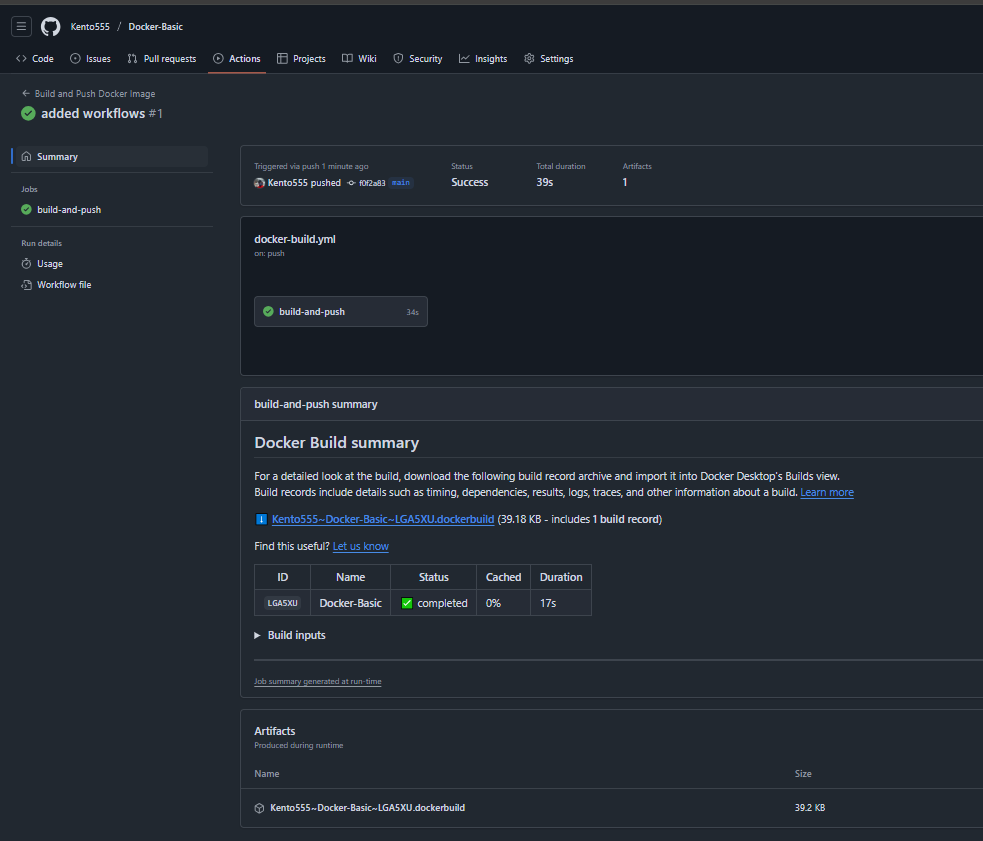 Kento555 / Docker-Basic
Code Issues Pull requests Actions Projects Wiki Security Insights Settings
Build and Push Docker Image
added workflows #1
Summary
Jobs
build-and-push
Run details
Usage
Workflow file
Triggered via push 1 minute ago
Kento555 pushed f0f2a83 main
Status
Success
Total duration
39s
Artifacts
1
docker-build.yml
on: push
build-and-push 34s
build-and-push summary
Docker Build summary
For a detailed look at the build, download the following build record archive and import it into Docker Desktop's Builds view.
Build records include details such as timing, dependencies, results, logs, traces, and other information about a build. Learn more
Kento555~Docker-Basic~LGA5XU.dockerbuild (39.18 KB - includes 1 build record)
Find this useful? Let us know
ID Name Status Cached Duration
LGA5XU Docker-Basic completed 0% 17s
Build inputs
Job summary generated at run-time
Artifacts
Produced during runtime
Name Size
Kento555~Docker-Basic~LGA5XU.dockerbuild 39.2 KB